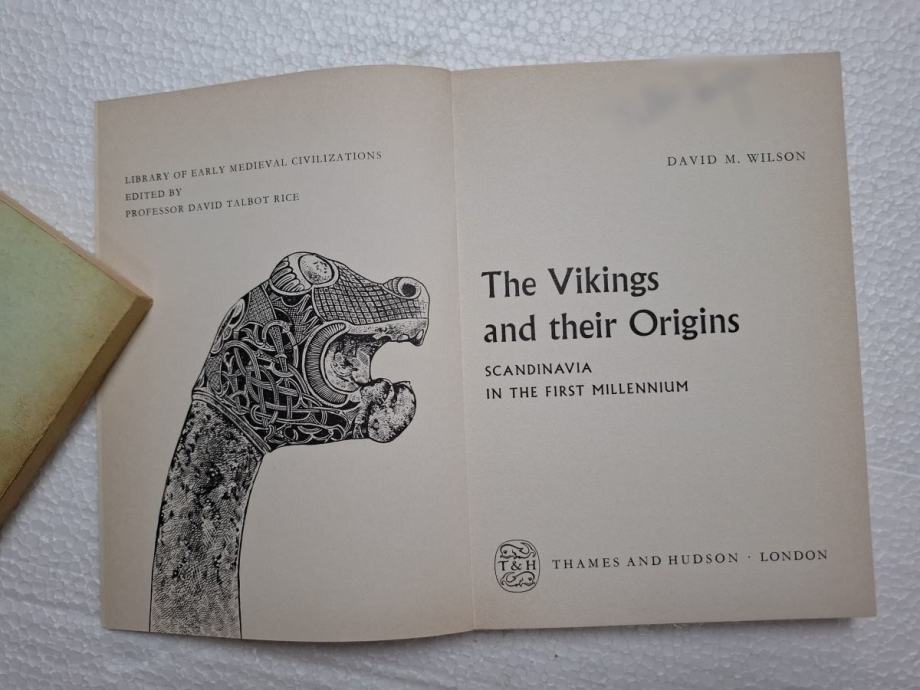 LIBRARY OF EARLY MEDIEVAL CIVILIZATIONS
EDITED BY
PROFESSOR DAVID TALBOT RICE
DAVID M. WILSON
The Vikings
and their Origins
SCANDINAVIA
IN THE FIRST MILLENNIUM
T & H
THAMES AND HUDSON · LONDON